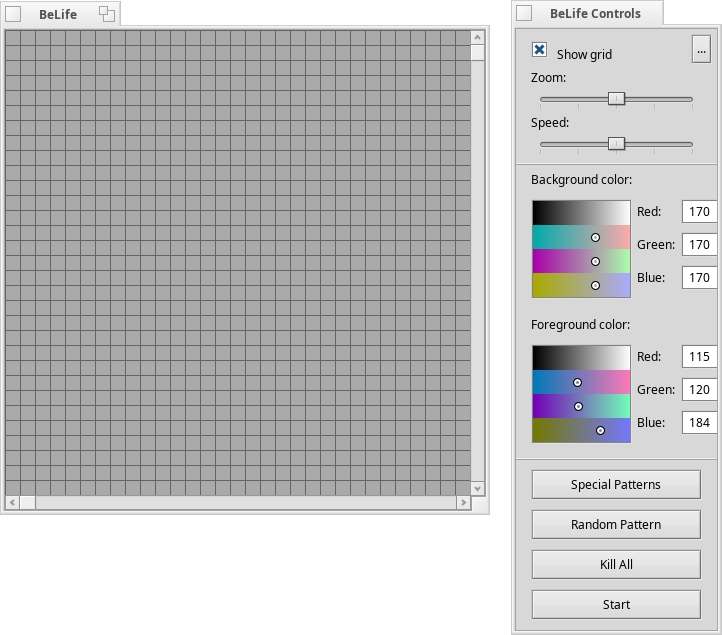 BeLife
BeLife Controls
Show grid
...
Zoom:
Speed:
Background color:
Red: 170
Green: 170
Blue: 170
Foreground color:
Red: 115
Green: 120
Blue: 184
Special Patterns
Random Pattern
Kill All
Start